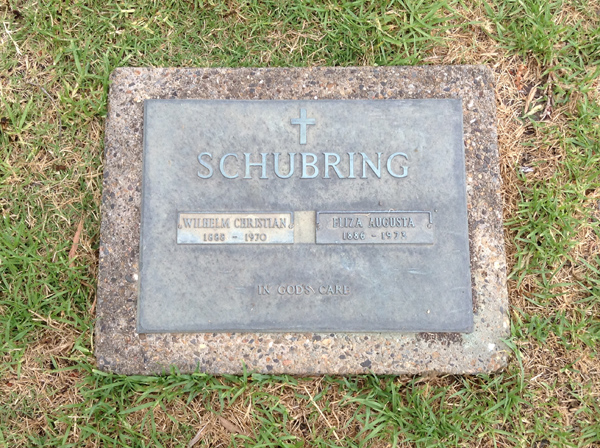 SCHUBRING
WILHELM CHRISTIAN
1888 - 1970
ELIZA AUGUSTA
IN GOD'S CARE